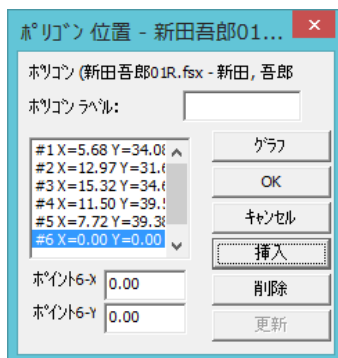 ﾎﾟﾘｺﾞﾝ 位置 - 新田吾郎01...
ﾎﾟﾘｺﾞﾝ (新田吾郎01R.fsx - 新田, 吾郎
ﾎﾟﾘｺﾞﾝ ﾗﾍﾞﾙ:
ｸﾞﾗﾌ
#1 X=5.68 Y=34.08
#2 X=12.97 Y=31.6
#3 X=15.32 Y=34.6
#4 X=11.50 Y=39.5
#5 X=7.72 Y=39.38
#6 X=0.00 Y=0.00
OK
ｷｬﾝｾﾙ
挿入
ﾎﾟｲﾝﾄ6-X 0.00
削除
ﾎﾟｲﾝﾄ6-Y 0.00
更新